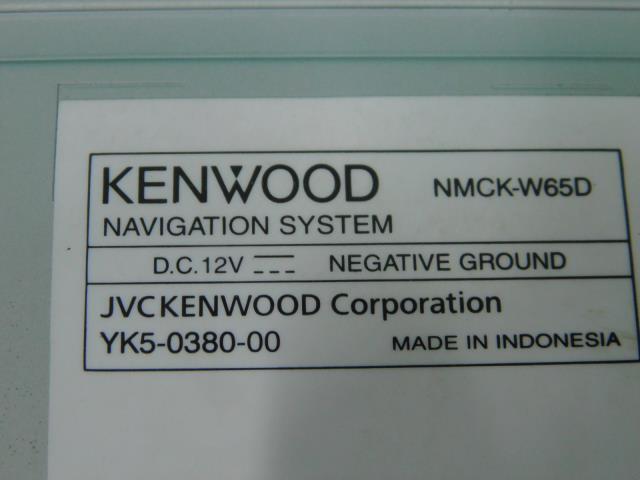 KENWOOD NMCK-W65D
NAVIGATION SYSTEM
D.C.12V NEGATIVE GROUND
JVCKENWOOD Corporation
YK5-0380-00 MADE IN INDONESIA